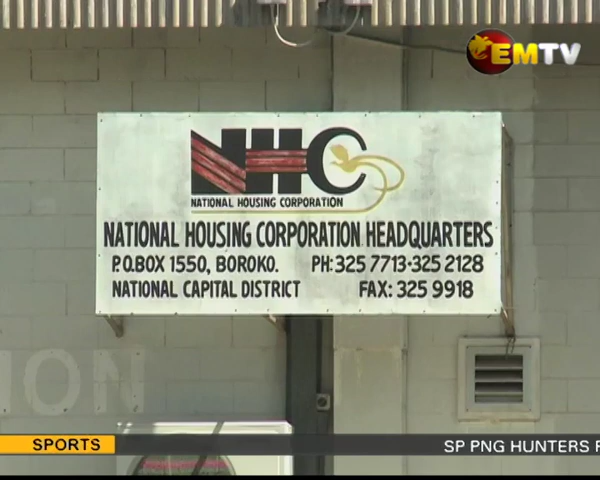 EMTV
NHC
NATIONAL HOUSING CORPORATION
NATIONAL HOUSING CORPORATION HEADQUARTERS
P.O.BOX 1550, BOROKO. PH: 325 7713-325 2128
NATIONAL CAPITAL DISTRICT FAX: 325 9918
ION
SPORTS SP PNG HUNTERS